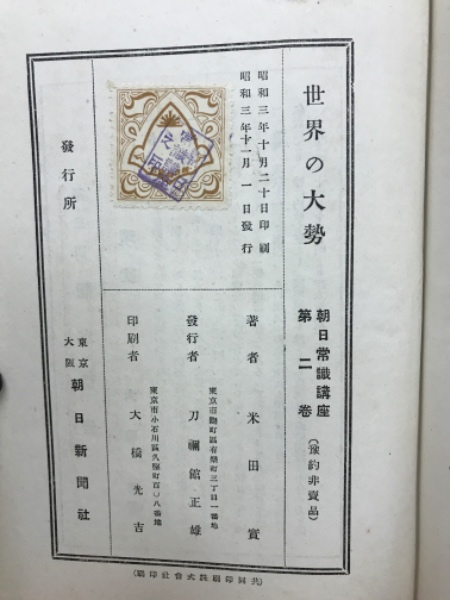 世界の大勢
朝日常識講座
第二卷
(豫約非賣品)
昭和三年十月二十日印刷
昭和三年十一月一日發行
著者 米田實
東京市麴町區有樂町三丁目一番地
發行者 刀禰館正雄
東京市小石川區久堅町百〇八番地
印刷者 大橋光吉
發行所
東京
大阪
朝日新聞社
(共同印刷株式會社印刷)